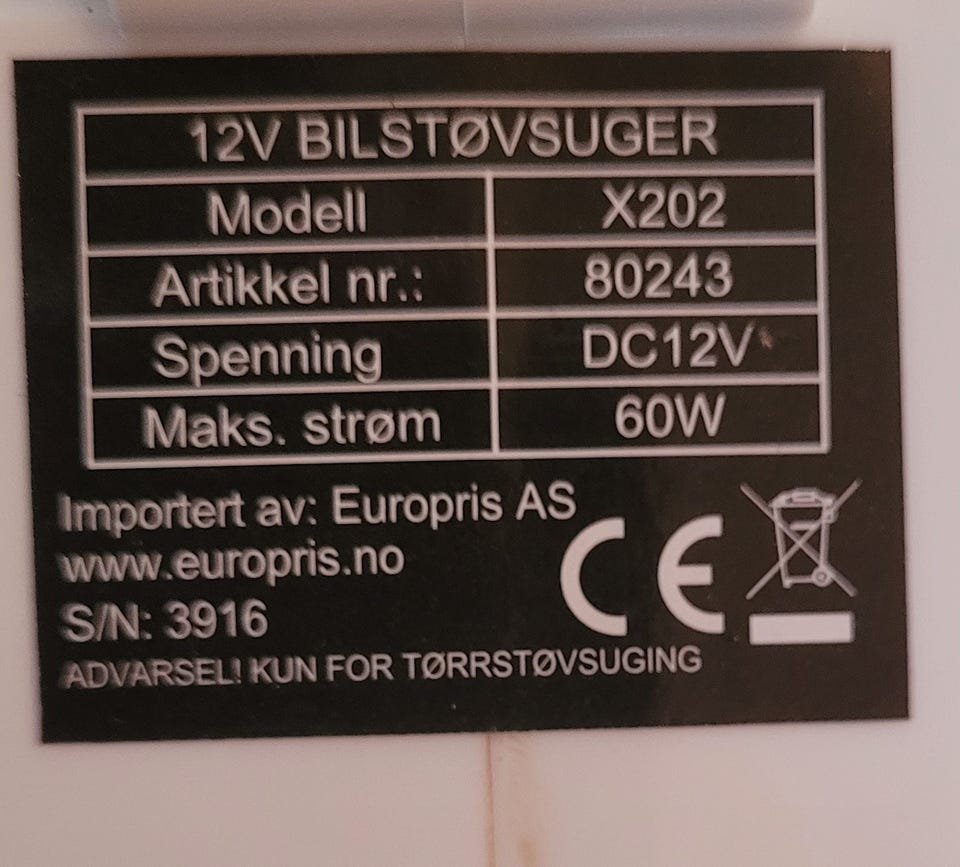 12V BILSTØVSUGER
Modell X202
Artikkel nr.: 80243
Spenning DC12V
Maks. strøm 60W
Importert av: Europris AS
www.europris.no
S/N: 3916
CE
ADVARSEL! KUN FOR TØRRSTØVSUGING